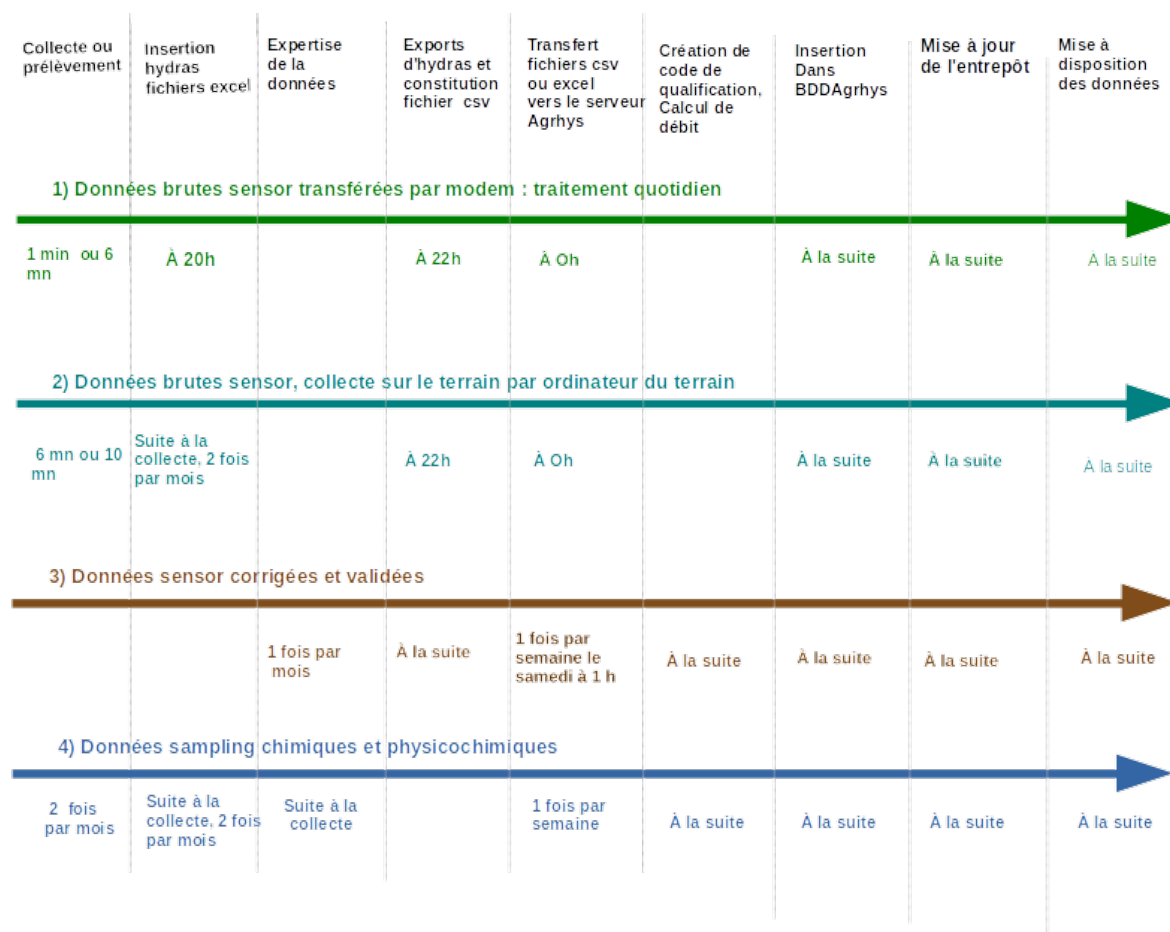 Collecte ou
prélèvement
Insertion
hydras
fichiers excel
Expertise
de la
données
Exports
d'hydras et
constitution
fichier csv
Transfert
fichiers csv
ou excel
vers le serveur
Agrhys
Création de
code de
qualification,
Calcul de
débit
Insertion
Dans
BDDAgrhys
Mise à jour
de l'entrepôt
Mise à
disposition
des données
1) Données brutes sensor transférées par modem : traitement quotidien
1 min ou 6
mn
À 20h
À 22h
À Oh
À la suite
À la suite
À la suite
2) Données brutes sensor, collecte sur le terrain par ordinateur du terrain
6 mn ou 10
mn
Suite à la
collecte, 2 fois
par mois
À 22h
À Oh
À la suite
À la suite
À la suite
3) Données sensor corrigées et validées
1 fois par
mois
À la suite
1 fois par
semaine le
samedi à 1 h
À la suite
À la suite
À la suite
À la suite
4) Données sampling chimiques et physicochimiques
2 fois
par mois
Suite à la
collecte, 2 fois
par mois
Suite à la
collecte
1 fois par
semaine
À la suite
À la suite
À la suite
À la suite